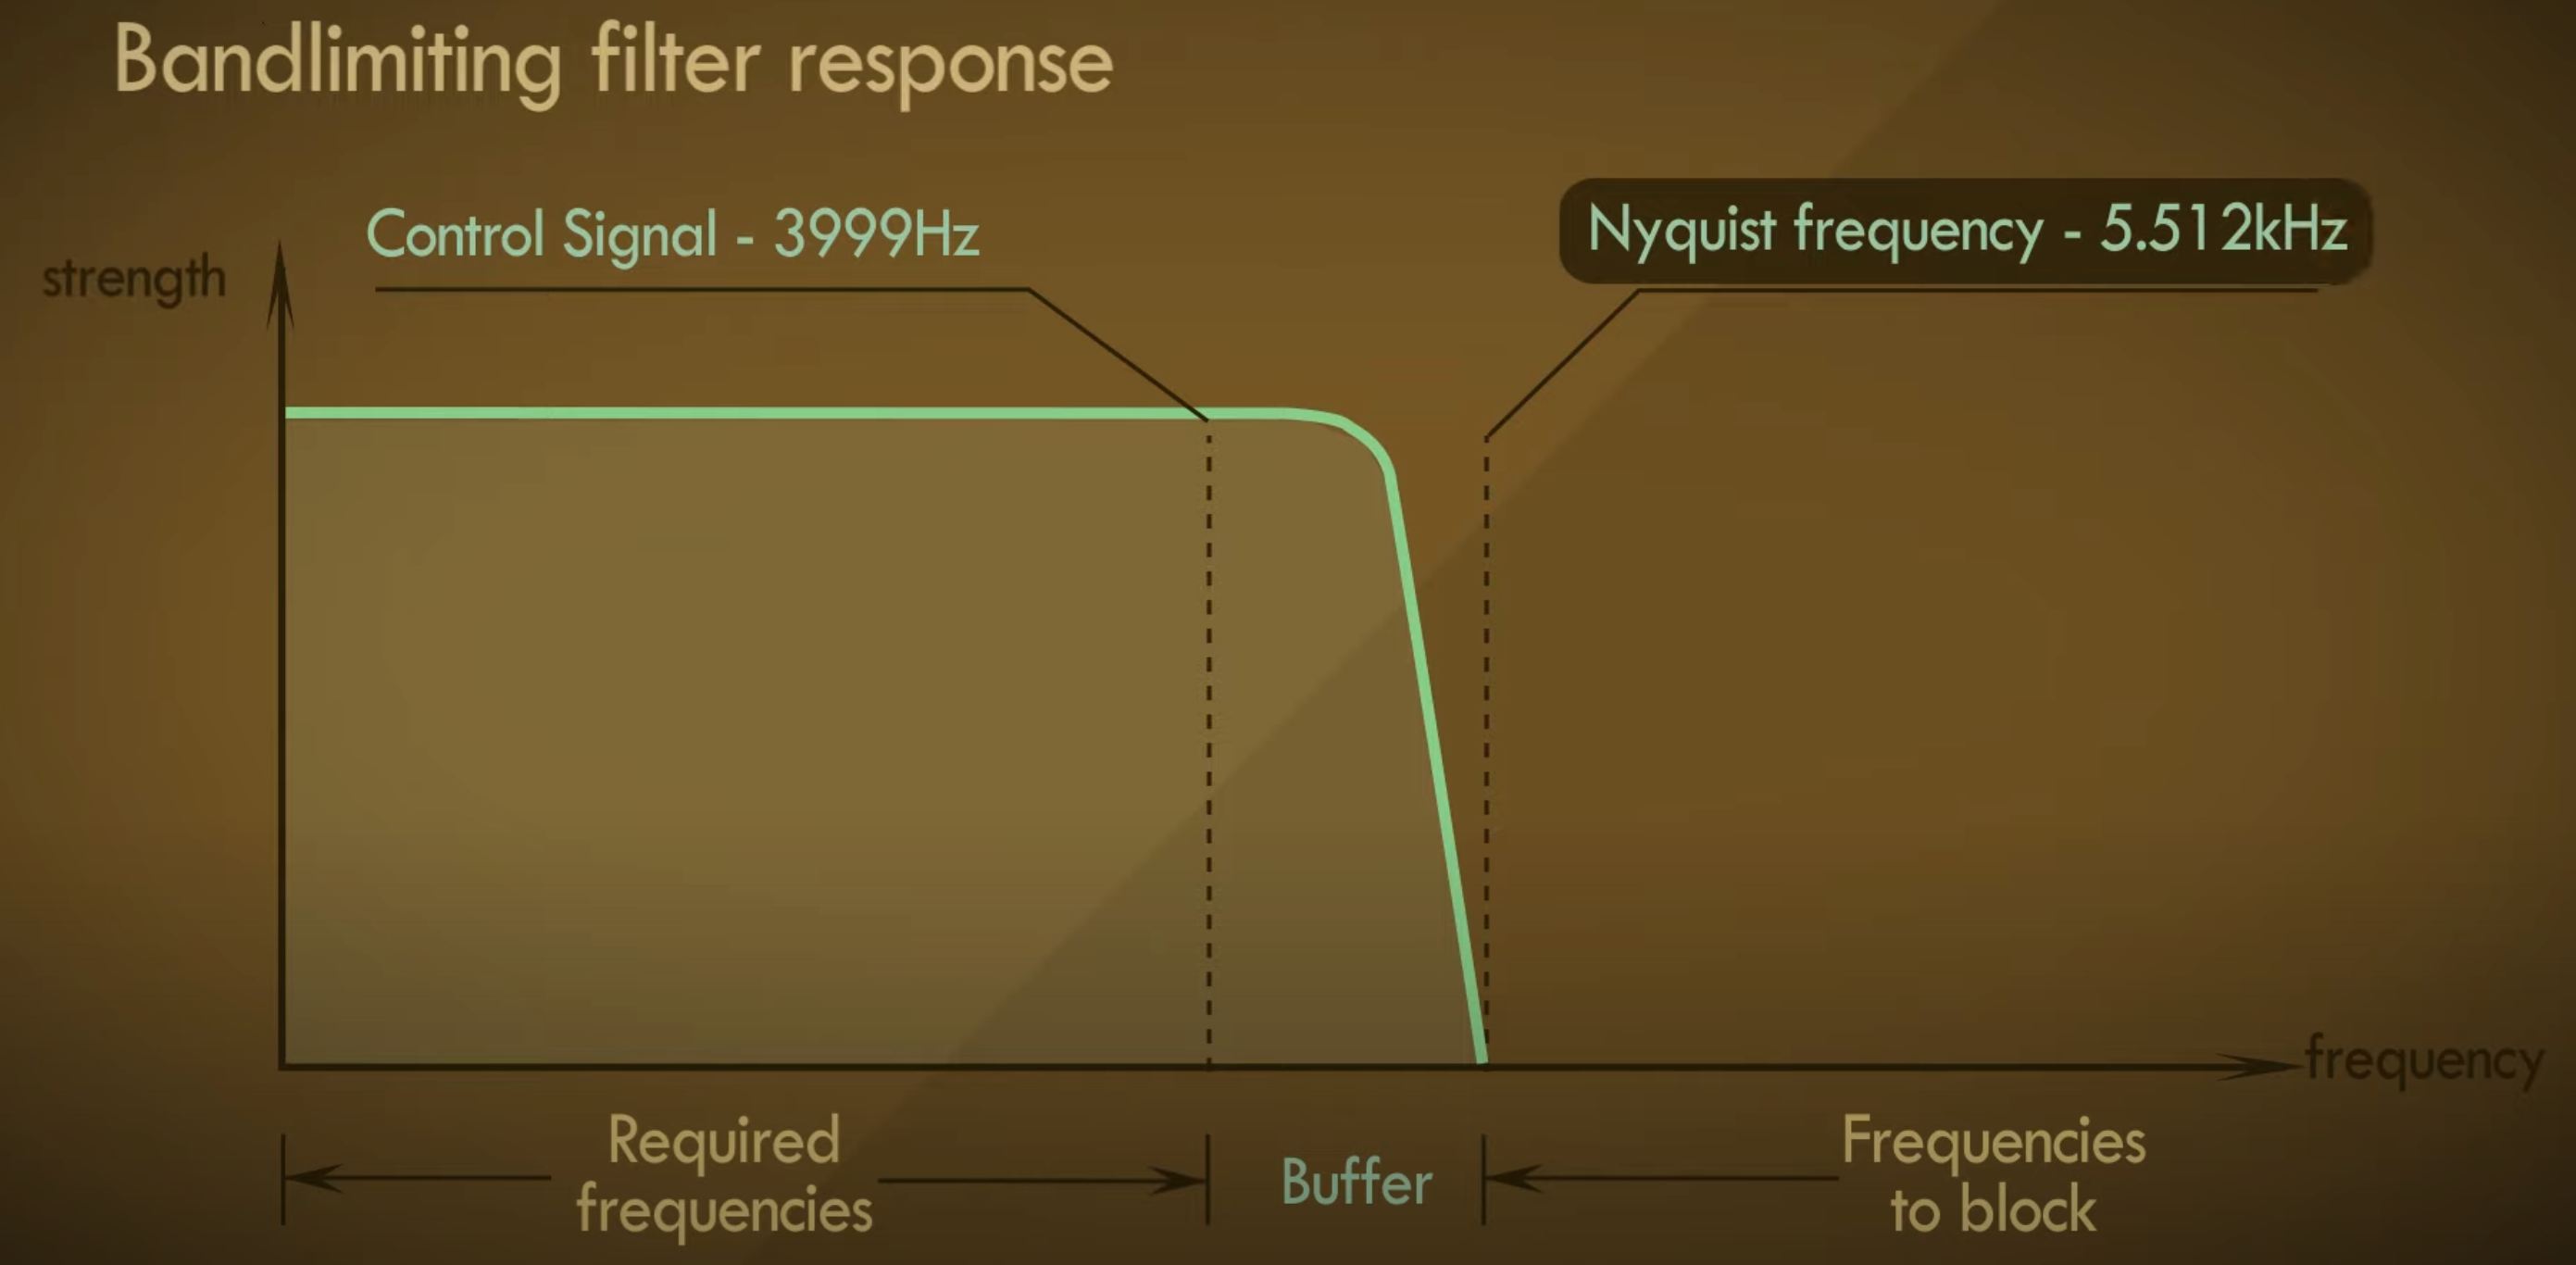 Bandlimiting filter response
Control Signal - 3999Hz
Nyquist frequency - 5.512kHz
strength
frequency
Required
frequencies
Buffer
Frequencies
to block